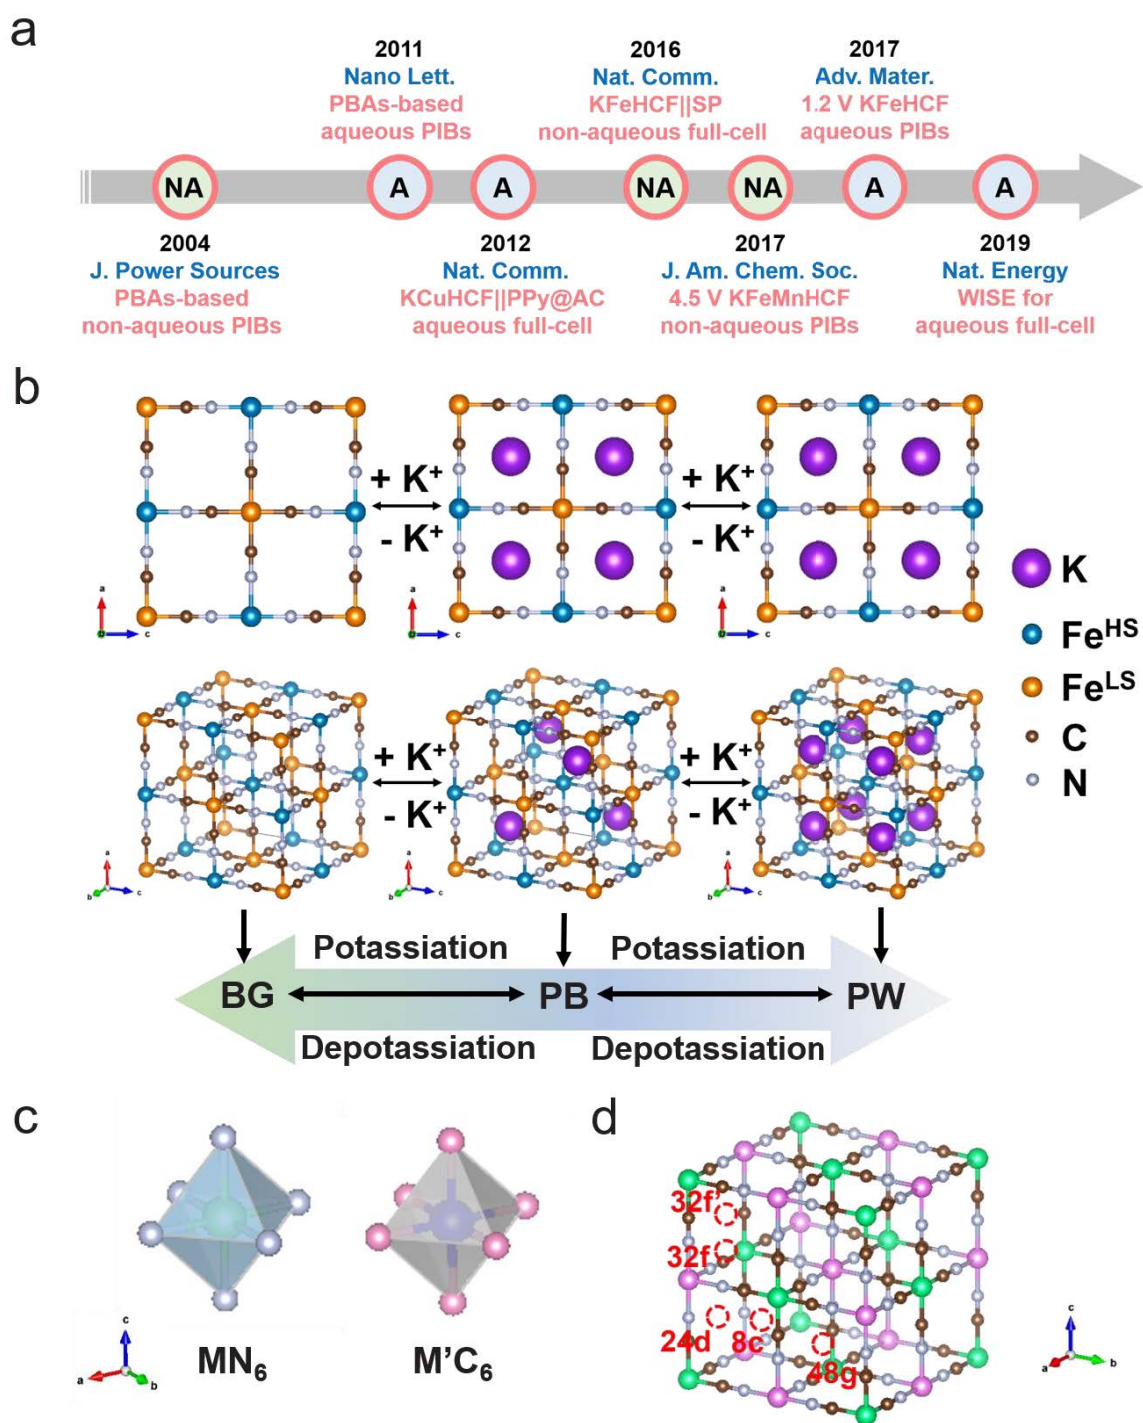 a
2011
Nano Lett.
PBAs-based
aqueous PIBs
2016
Nat. Comm.
KFeHCF||SP
non-aqueous full-cell
2017
Adv. Mater.
1.2 V KFeHCF
aqueous PIBs
NA
A
A
NA
NA
A
A
2004
J. Power Sources
PBAs-based
non-aqueous PIBs
2012
Nat. Comm.
KCuHCF||PPy@AC
aqueous full-cell
2017
J. Am. Chem. Soc.
4.5 V KFeMnHCF
non-aqueous PIBs
2019
Nat. Energy
WISE for
aqueous full-cell
b
+ K⁺
- K⁺
+ K⁺
- K⁺
a
b
c
a
b
c
a
b
c
K
Feᴴˢ
Feᴸˢ
C
N
+ K⁺
- K⁺
+ K⁺
- K⁺
a
b
c
a
b
c
a
b
c
Potassiation
Potassiation
BG
PB
PW
Depotassiation
Depotassiation
c
c
a
b
MN₆
M'C₆
d
32f'
32f
24d
8c
48g
c
a
b